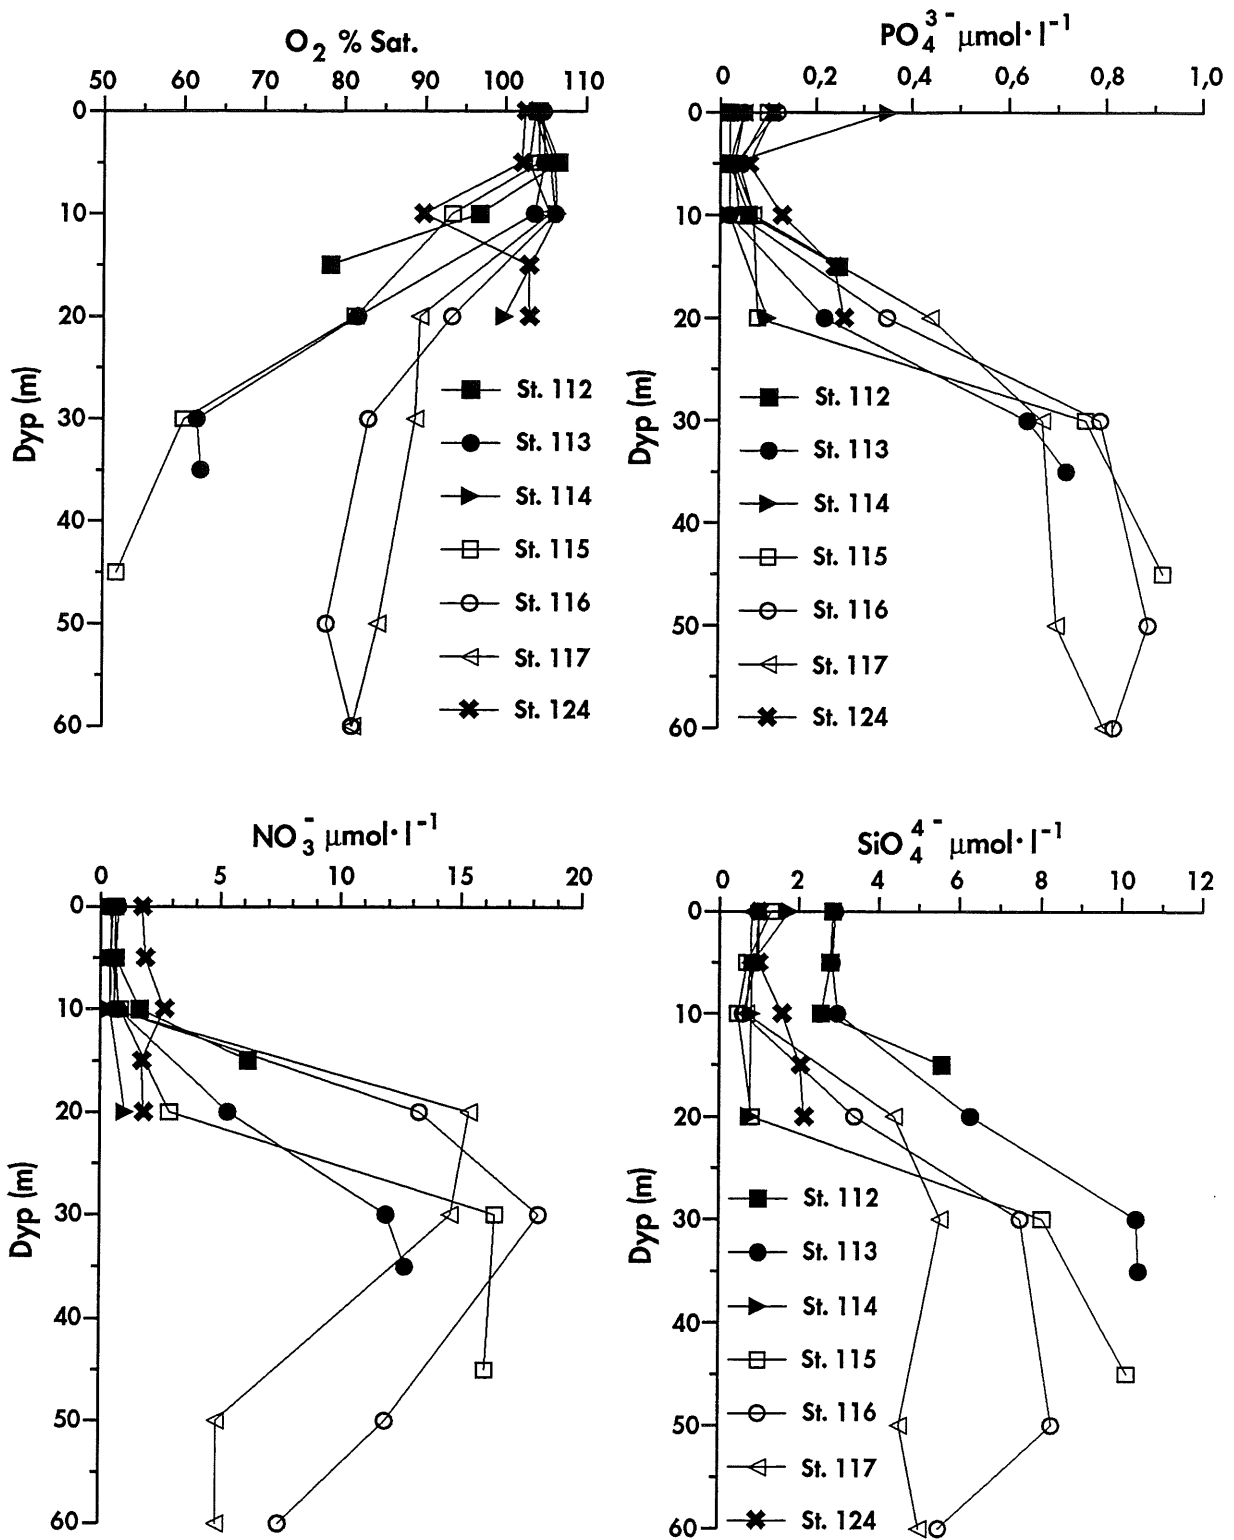 O2 % Sat.
50 60 70 80 90 100 110
0
10
20
30
40
50
60
Dyp (m)
St. 112
St. 113
St. 114
St. 115
St. 116
St. 117
St. 124
PO4 3- µmol·l-1
0 0,2 0,4 0,6 0,8 1,0
0
10
20
30
40
50
60
Dyp (m)
St. 112
St. 113
St. 114
St. 115
St. 116
St. 117
St. 124
NO3- µmol·l-1
0 5 10 15 20
0
10
20
30
40
50
60
Dyp (m)
SiO4 4- µmol·l-1
0 2 4 6 8 10 12
0
10
20
30
40
50
60
Dyp (m)
St. 112
St. 113
St. 114
St. 115
St. 116
St. 117
St. 124